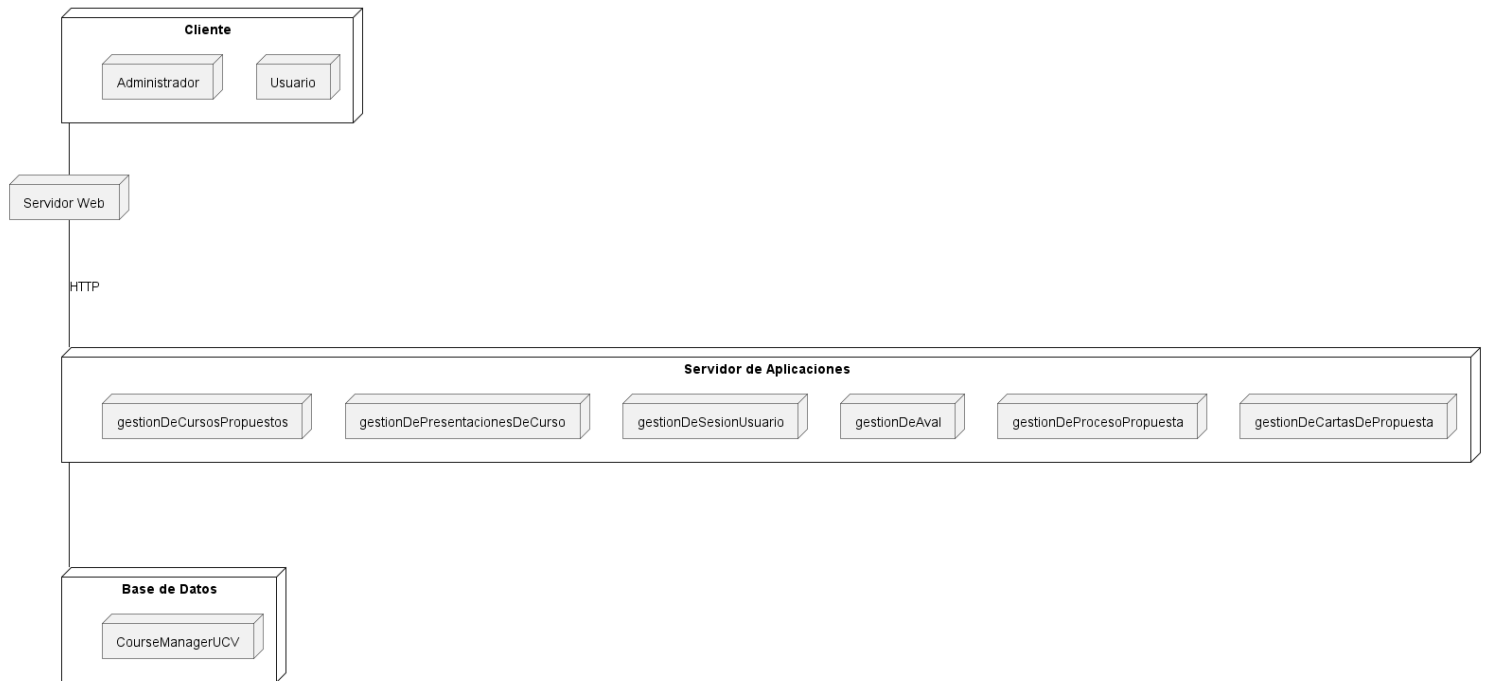 Cliente
Administrador
Usuario
Servidor Web
HTTP
Servidor de Aplicaciones
gestionDeCursosPropuestos
gestionDePresentacionesDeCurso
gestionDeSesionUsuario
gestionDeAval
gestionDeProcesoPropuesta
gestionDeCartasDePropuesta
Base de Datos
CourseManagerUCV